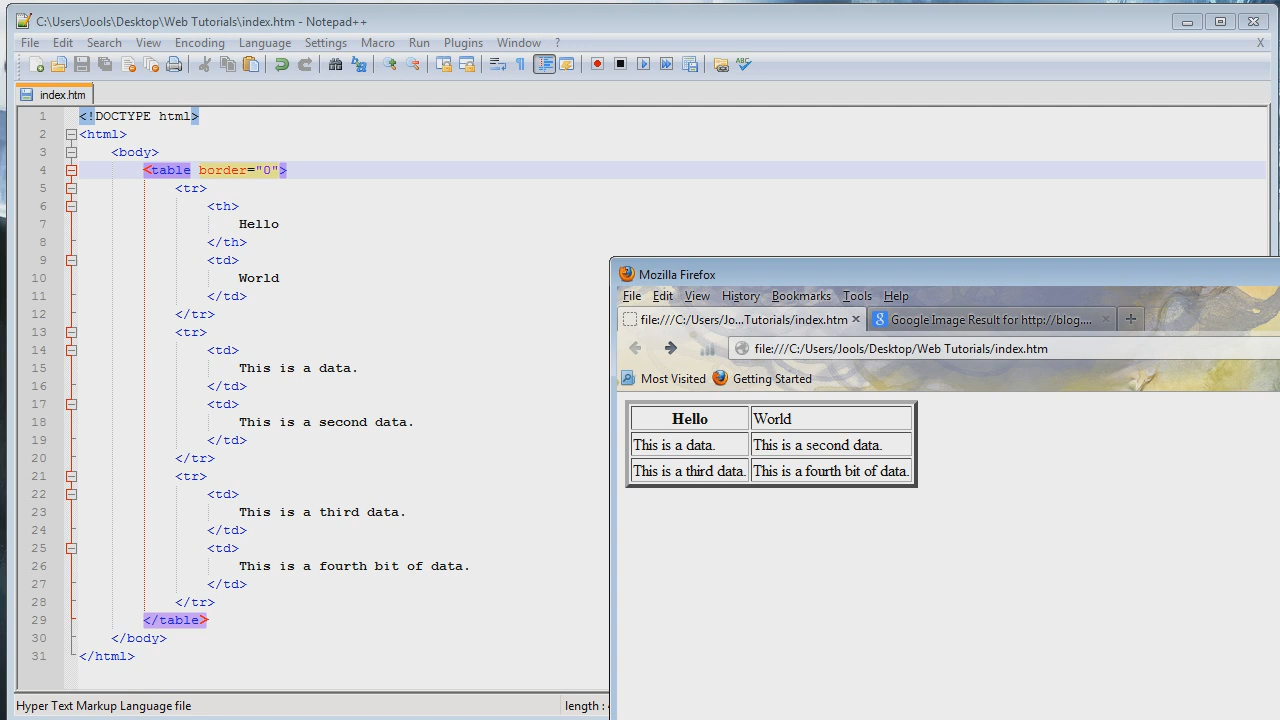 C:\Users\Jools\Desktop\Web Tutorials\index.htm - Notepad++
File Edit Search View Encoding Language Settings Macro Run Plugins Window ? X
index.htm
1 <!DOCTYPE html>
2 <html>
3 <body>
4 <table border="0">
5 <tr>
6 <th>
7 Hello
8 </th>
9 <td>
10 World
11 </td>
12 </tr>
13 <tr>
14 <td>
15 This is a data.
16 </td>
17 <td>
18 This is a second data.
19 </td>
20 </tr>
21 <tr>
22 <td>
23 This is a third data.
24 </td>
25 <td>
26 This is a fourth bit of data.
27 </td>
28 </tr>
29 </table>
30 </body>
31 </html>
Hyper Text Markup Language file length :
Mozilla Firefox
File Edit View History Bookmarks Tools Help
file:///C:/Users/Jo...Tutorials/index.htm Google Image Result for http://blog....
file:///C:/Users/Jools/Desktop/Web Tutorials/index.htm
Most Visited Getting Started
Hello World
This is a data. This is a second data.
This is a third data. This is a fourth bit of data.